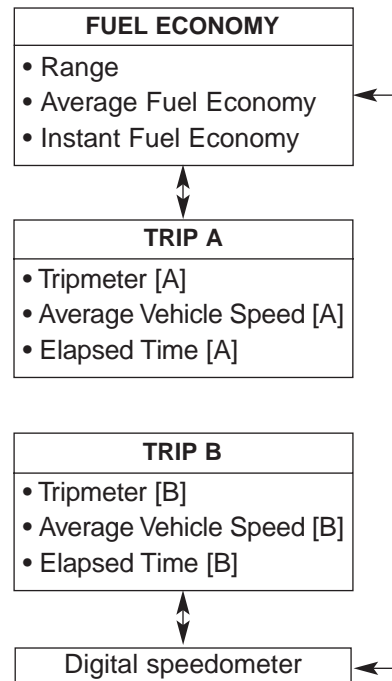 FUEL ECONOMY
• Range
• Average Fuel Economy
• Instant Fuel Economy
TRIP A
• Tripmeter [A]
• Average Vehicle Speed [A]
• Elapsed Time [A]
TRIP B
• Tripmeter [B]
• Average Vehicle Speed [B]
• Elapsed Time [B]
Digital speedometer